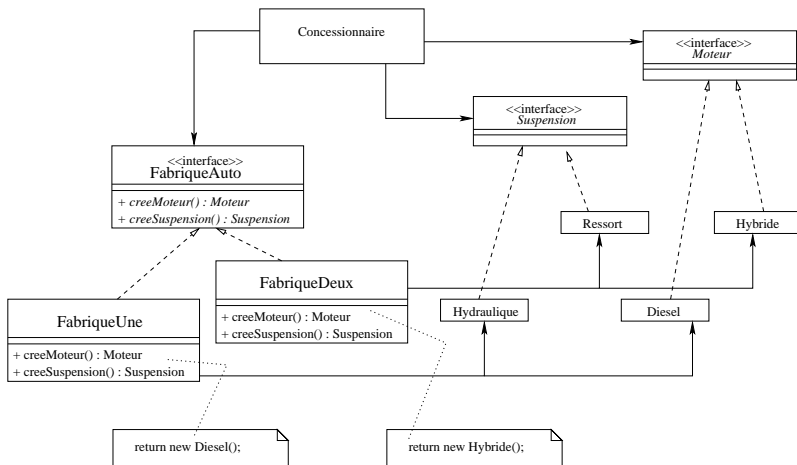 Concessionnaire
<<interface>>
Moteur
<<interface>>
Suspension
<<interface>>
FabriqueAuto
+ creeMoteur() : Moteur
+ creeSuspension() : Suspension
Ressort
Hybride
FabriqueDeux
+ creeMoteur() : Moteur
+ creeSuspension() : Suspension
Hydraulique
Diesel
FabriqueUne
+ creeMoteur() : Moteur
+ creeSuspension() : Suspension
return new Diesel();
return new Hybride();